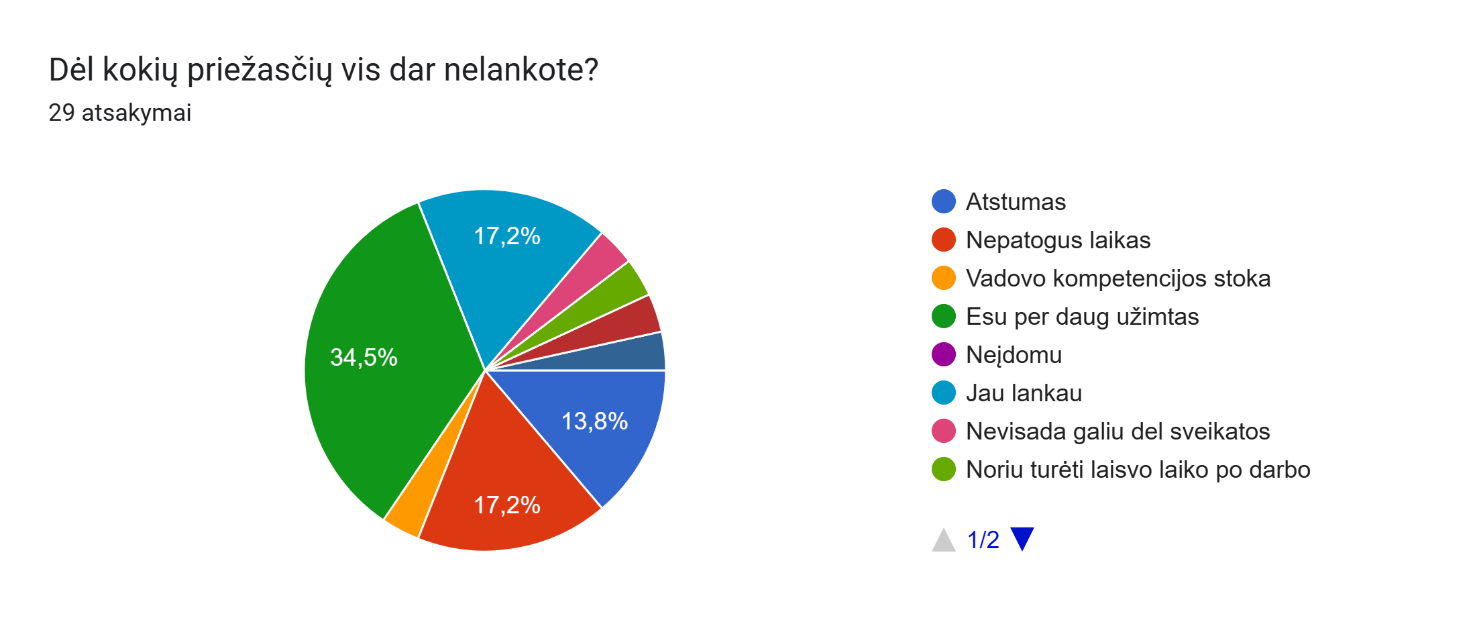 Dėl kokių priežasčių vis dar nelankote?
29 atsakymai
17,2%
34,5%
13,8%
17,2%
Atstumas
Nepatogus laikas
Vadovo kompetencijos stoka
Esu per daug užimtas
Neįdomu
Jau lankau
Nevisada galiu del sveikatos
Noriu turėti laisvo laiko po darbo
1/2